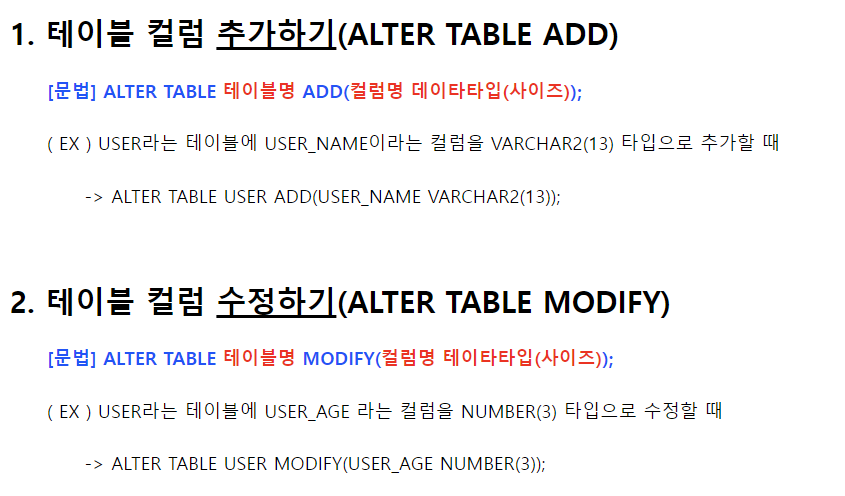 1. 테이블 컬럼 추가하기(ALTER TABLE ADD)
[문법] ALTER TABLE 테이블명 ADD(컬럼명 데이타타입(사이즈));
( EX ) USER라는 테이블에 USER_NAME이라는 컬럼을 VARCHAR2(13) 타입으로 추가할 때
-> ALTER TABLE USER ADD(USER_NAME VARCHAR2(13));
2. 테이블 컬럼 수정하기(ALTER TABLE MODIFY)
[문법] ALTER TABLE 테이블명 MODIFY(컬럼명 테이타타입(사이즈));
( EX ) USER라는 테이블에 USER_AGE 라는 컬럼을 NUMBER(3) 타입으로 수정할 때
-> ALTER TABLE USER MODIFY(USER_AGE NUMBER(3));